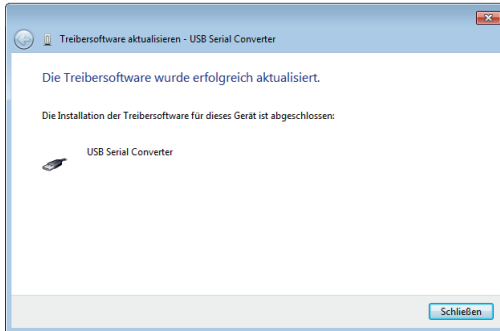 Treibersoftware aktualisieren - USB Serial Converter
Die Treibersoftware wurde erfolgreich aktualisiert.
Die Installation der Treibersoftware für dieses Gerät ist abgeschlossen:
USB Serial Converter
Schließen